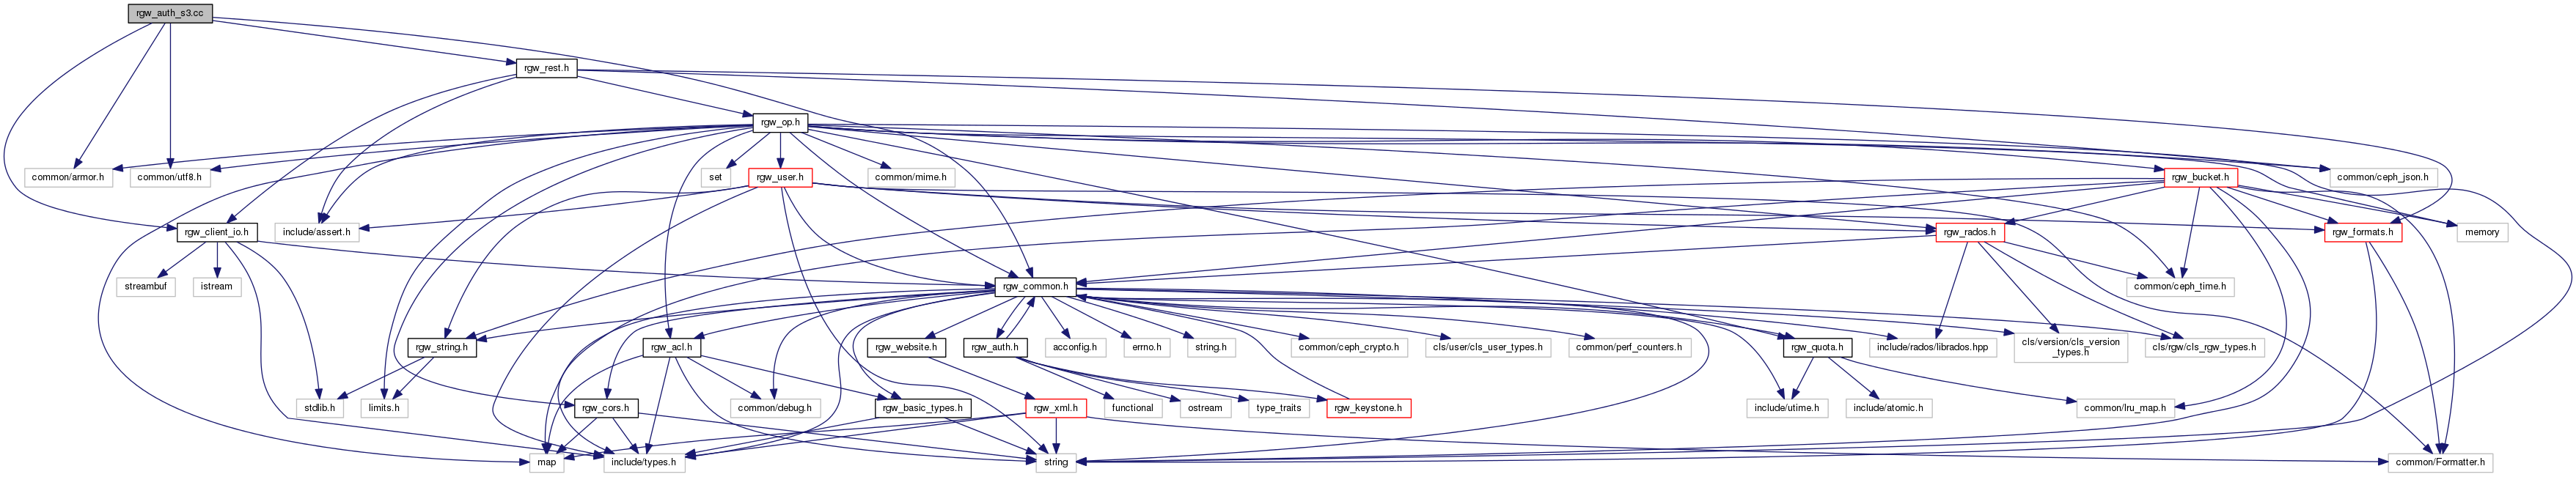 rgw_auth_s3.cc
rgw_rest.h
rgw_op.h
common/armor.h
common/utf8.h
set
rgw_user.h
common/mime.h
rgw_bucket.h
common/ceph_json.h
rgw_client_io.h
include/assert.h
rgw_rados.h
rgw_formats.h
memory
streambuf
istream
rgw_common.h
common/ceph_time.h
rgw_string.h
rgw_acl.h
rgw_website.h
rgw_auth.h
acconfig.h
errno.h
string.h
common/ceph_crypto.h
cls/user/cls_user_types.h
common/perf_counters.h
rgw_quota.h
include/rados/librados.hpp
cls/version/cls_version
_types.h
cls/rgw/cls_rgw_types.h
stdlib.h
limits.h
rgw_cors.h
common/debug.h
rgw_basic_types.h
rgw_xml.h
functional
ostream
type_traits
rgw_keystone.h
include/utime.h
include/atomic.h
common/lru_map.h
map
include/types.h
string
common/Formatter.h